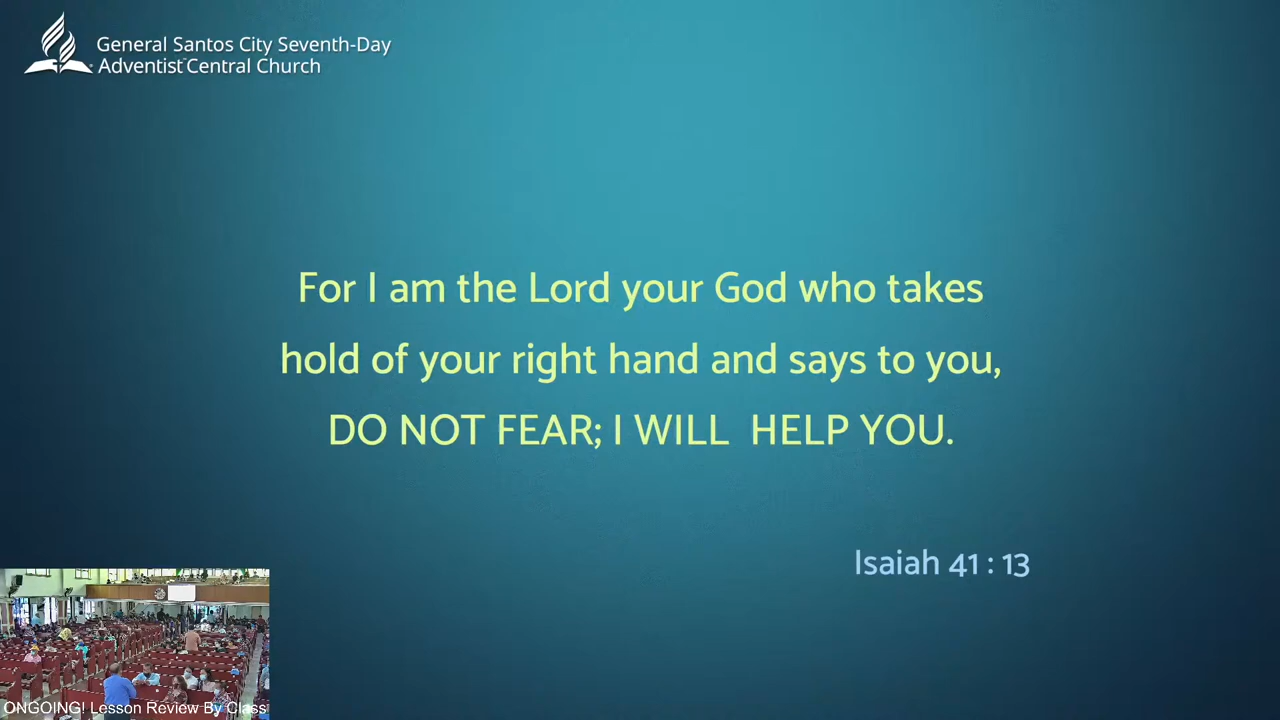 General Santos City Seventh-Day
Adventist Central Church
For I am the Lord your God who takes
hold of your right hand and says to you,
DO NOT FEAR; I WILL  HELP YOU.
Isaiah 41 : 13
ONGOING! Lesson Review By Class